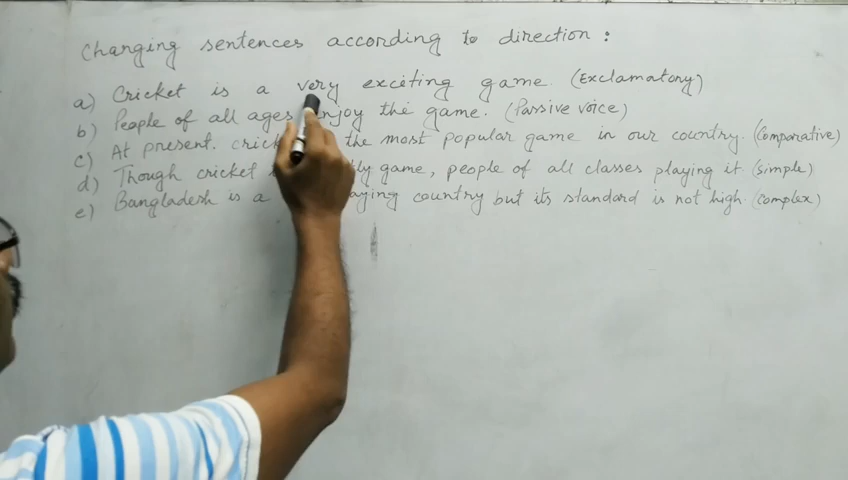 Changing sentences according to direction :
a) Cricket is a very exciting game. (Exclamatory)
b) People of all ages enjoy the game. (Passive voice)
c) At present. the most popular game in our country. (Comparative)
d) Though cricket game, people of all classes playing it. (simple)
e) Bangladesh is a country but its standard is not high. (complex)